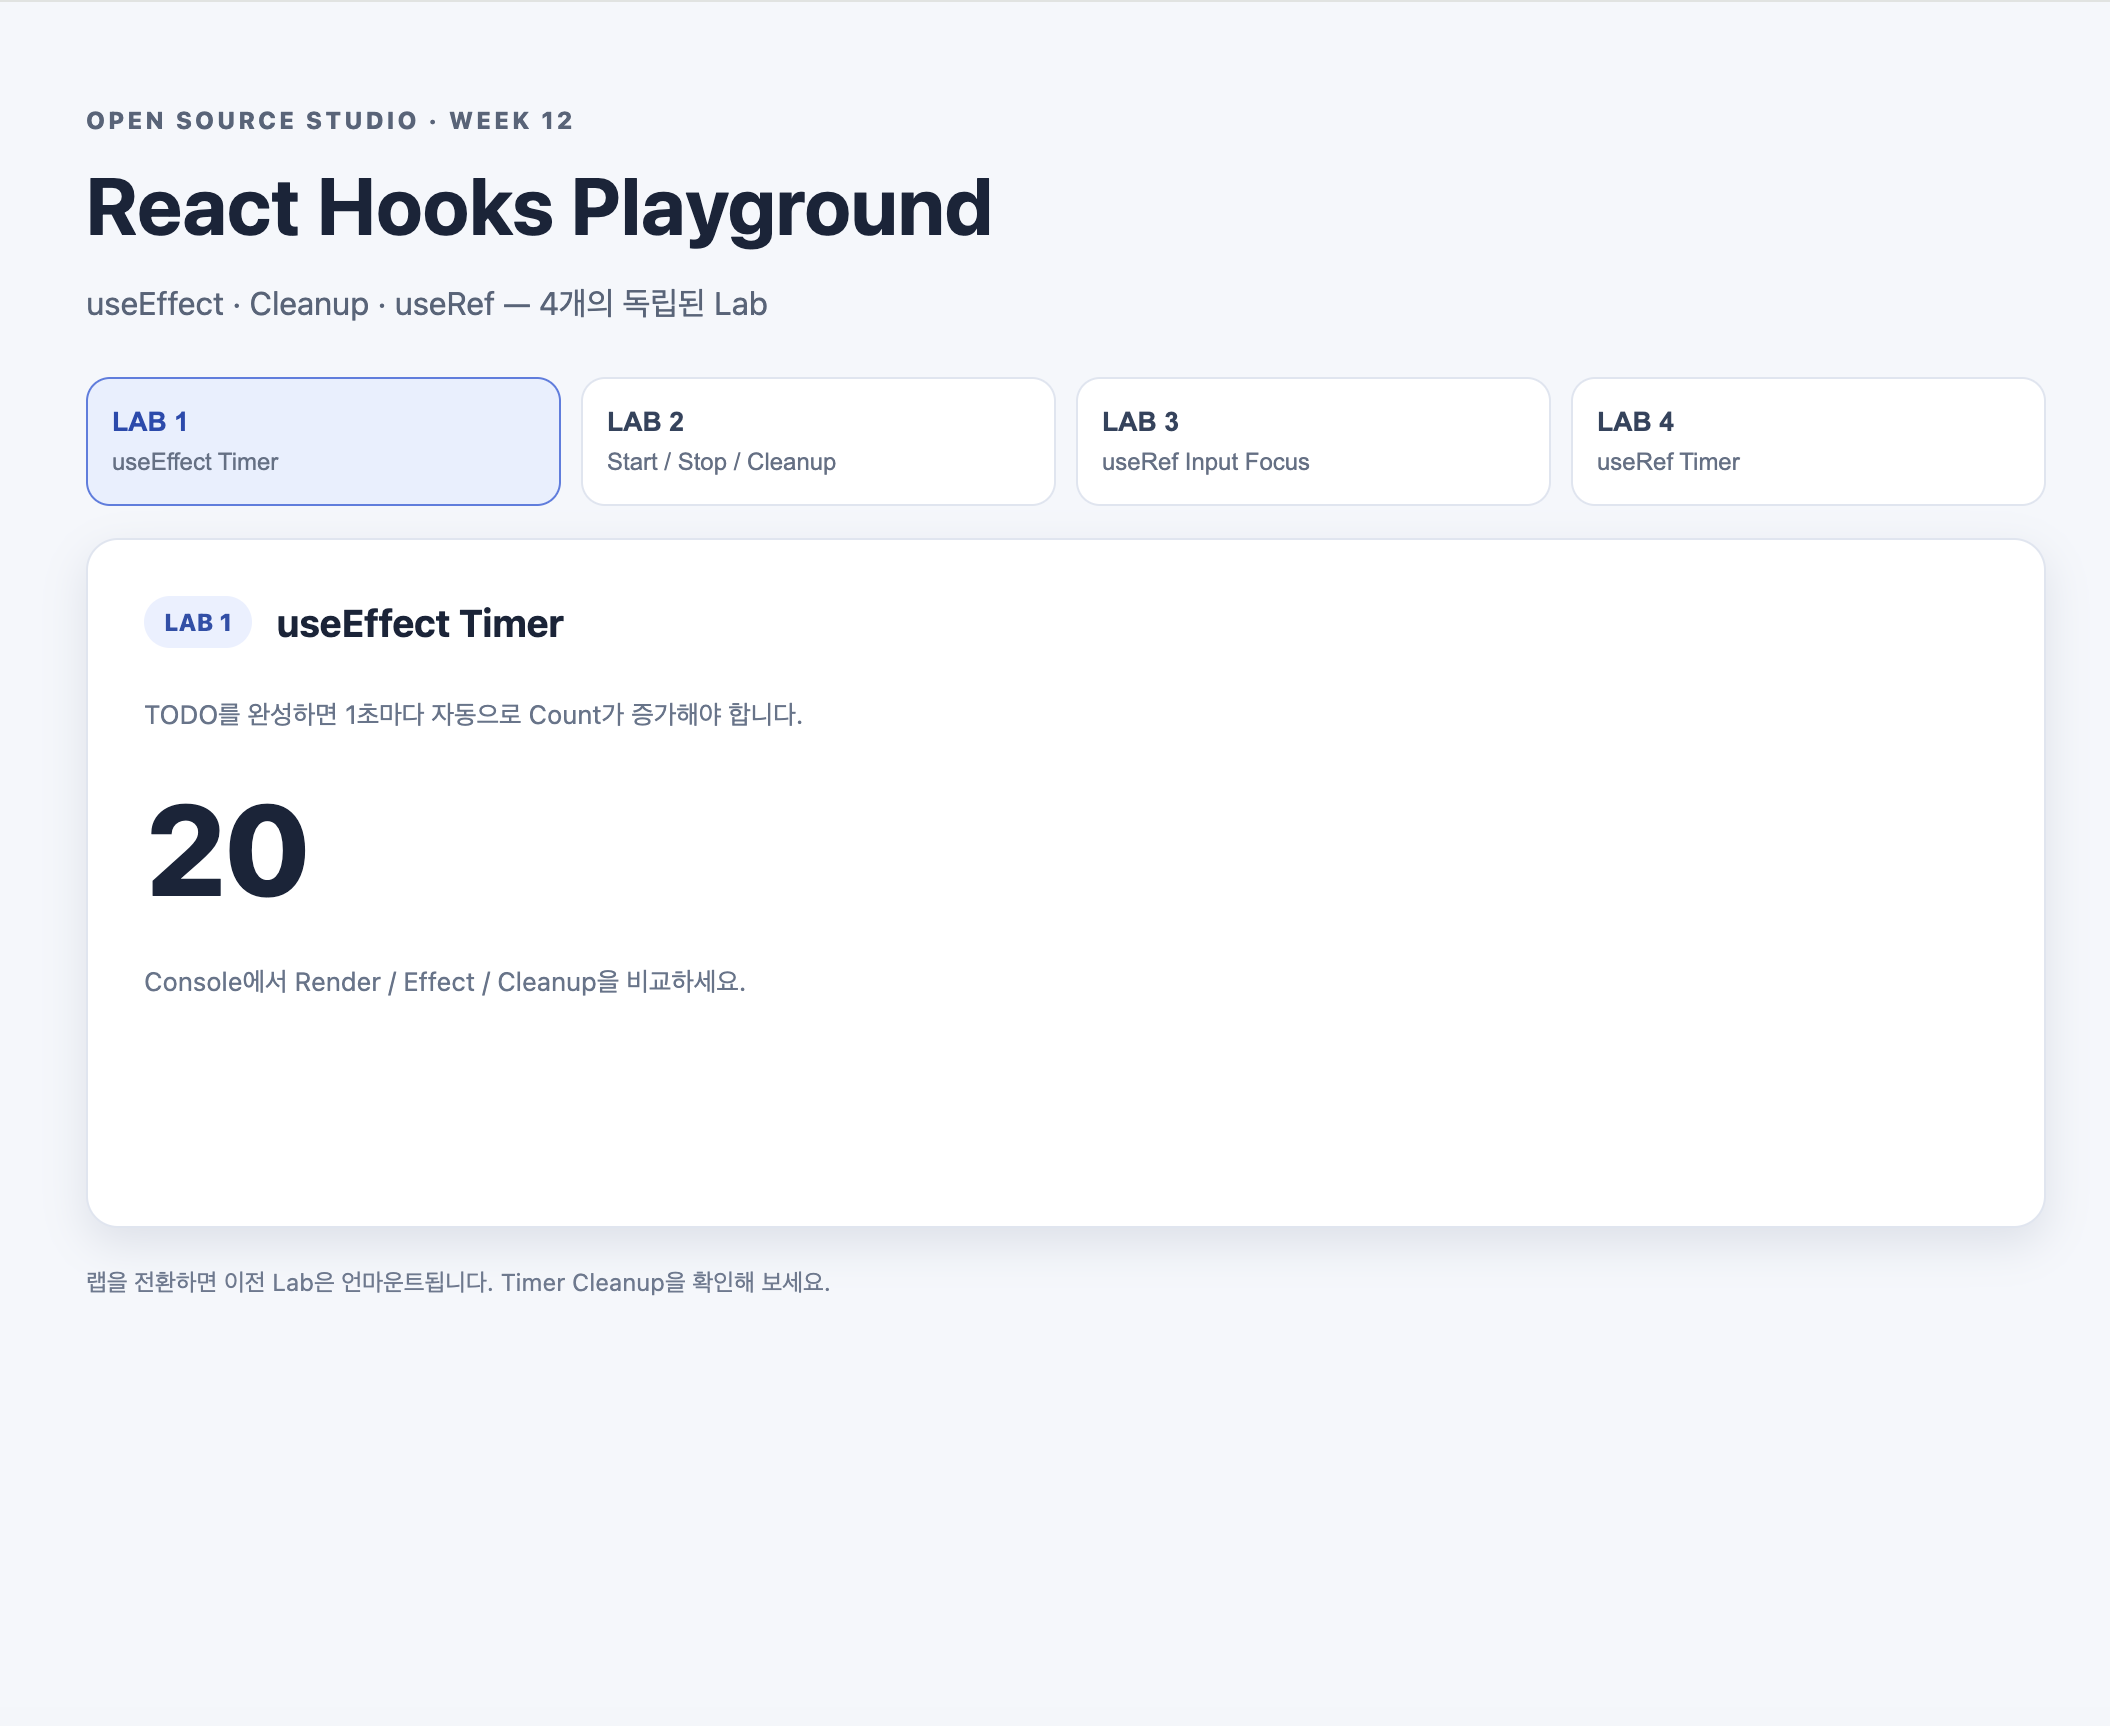 OPEN SOURCE STUDIO · WEEK 12
React Hooks Playground
useEffect · Cleanup · useRef — 4개의 독립된 Lab
LAB 1
useEffect Timer
LAB 2
Start / Stop / Cleanup
LAB 3
useRef Input Focus
LAB 4
useRef Timer
LAB 1 useEffect Timer
TODO를 완성하면 1초마다 자동으로 Count가 증가해야 합니다.
20
Console에서 Render / Effect / Cleanup을 비교하세요.
랩을 전환하면 이전 Lab은 언마운트됩니다. Timer Cleanup을 확인해 보세요.